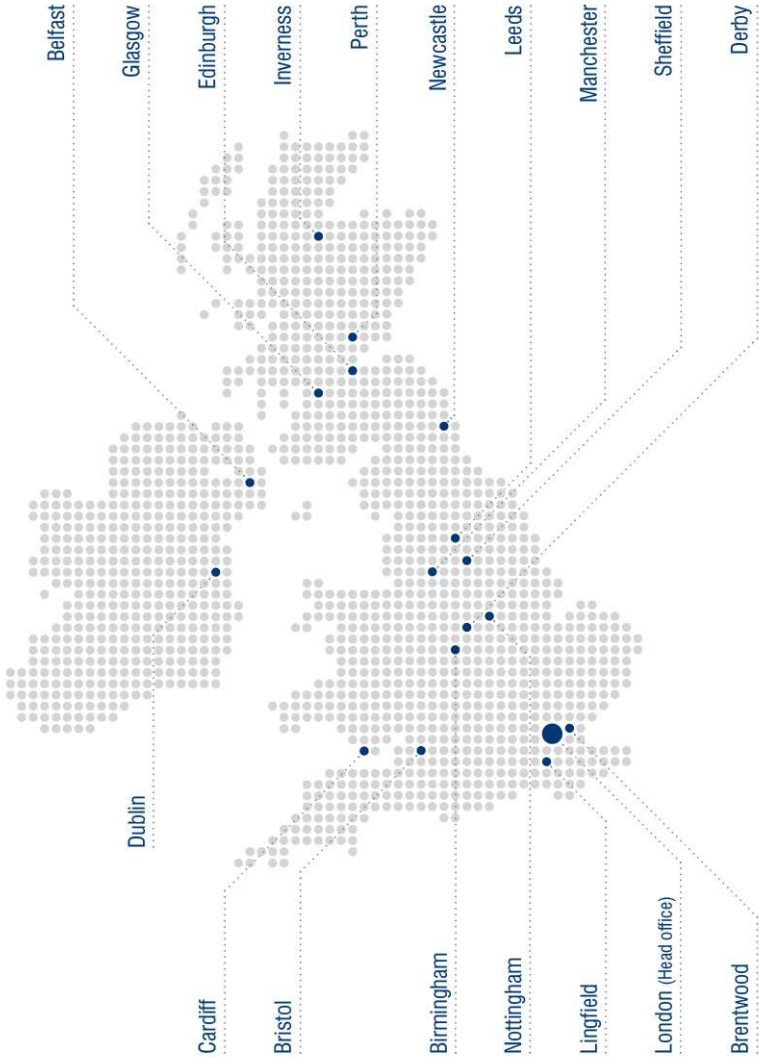 Belfast
Glasgow
Edinburgh
Inverness
Perth
Newcastle
Leeds
Manchester
Sheffield
Derby
Dublin
Cardiff
Bristol
Birmingham
Nottingham
Lingfield
London (Head office)
Brentwood